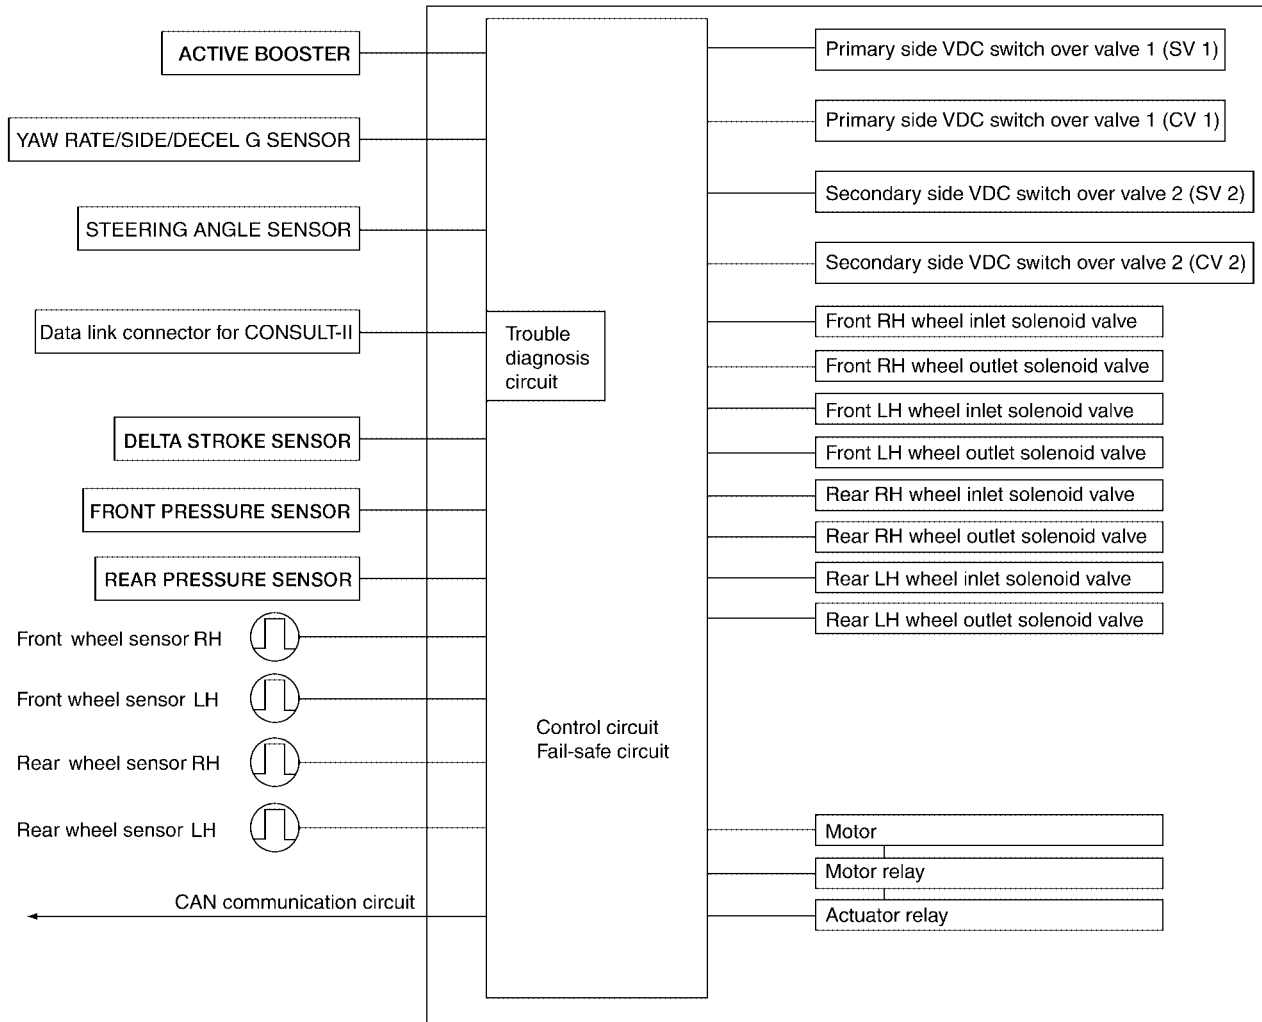 ACTIVE BOOSTER
YAW RATE/SIDE/DECEL G SENSOR
STEERING ANGLE SENSOR
Data link connector for CONSULT-II
DELTA STROKE SENSOR
FRONT PRESSURE SENSOR
REAR PRESSURE SENSOR
Front wheel sensor RH
Front wheel sensor LH
Rear wheel sensor RH
Rear wheel sensor LH
CAN communication circuit
Trouble
diagnosis
circuit
Control circuit
Fail-safe circuit
Primary side VDC switch over valve 1 (SV 1)
Primary side VDC switch over valve 1 (CV 1)
Secondary side VDC switch over valve 2 (SV 2)
Secondary side VDC switch over valve 2 (CV 2)
Front RH wheel inlet solenoid valve
Front RH wheel outlet solenoid valve
Front LH wheel inlet solenoid valve
Front LH wheel outlet solenoid valve
Rear RH wheel inlet solenoid valve
Rear RH wheel outlet solenoid valve
Rear LH wheel inlet solenoid valve
Rear LH wheel outlet solenoid valve
Motor
Motor relay
Actuator relay